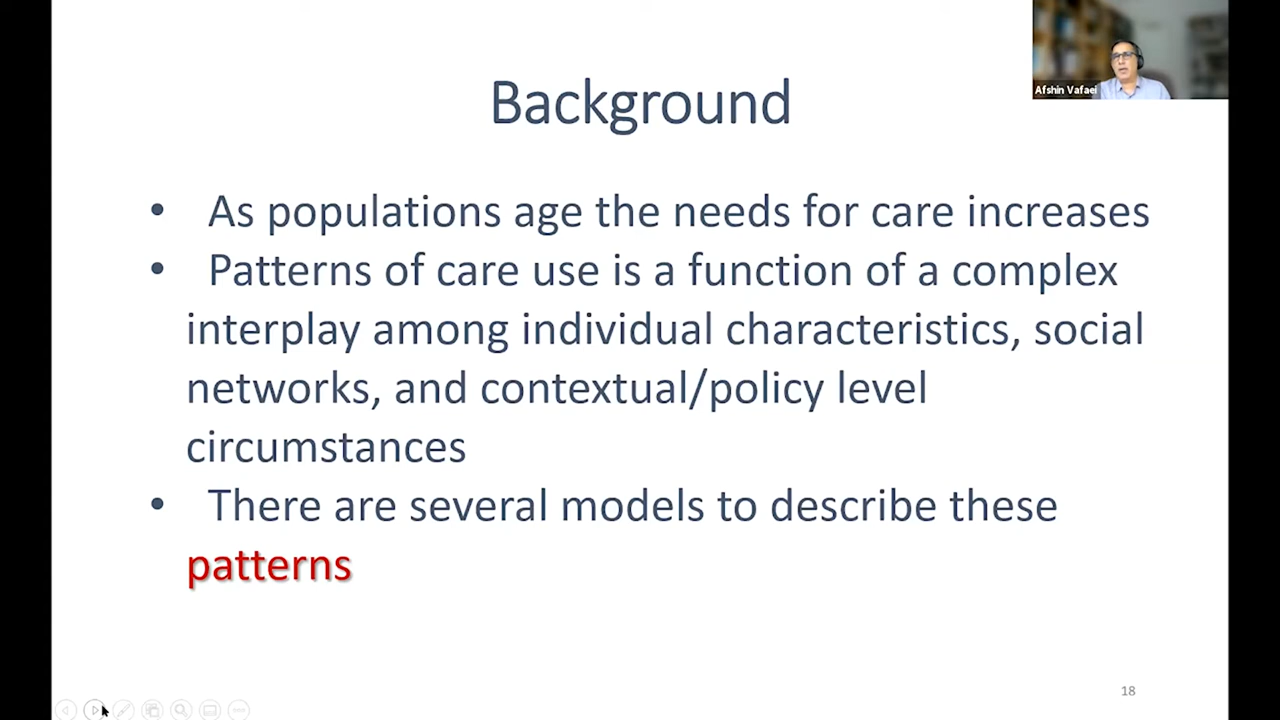 Afshin Vafaei
Background
• As populations age the needs for care increases
• Patterns of care use is a function of a complex
interplay among individual characteristics, social
networks, and contextual/policy level
circumstances
• There are several models to describe these
patterns
18